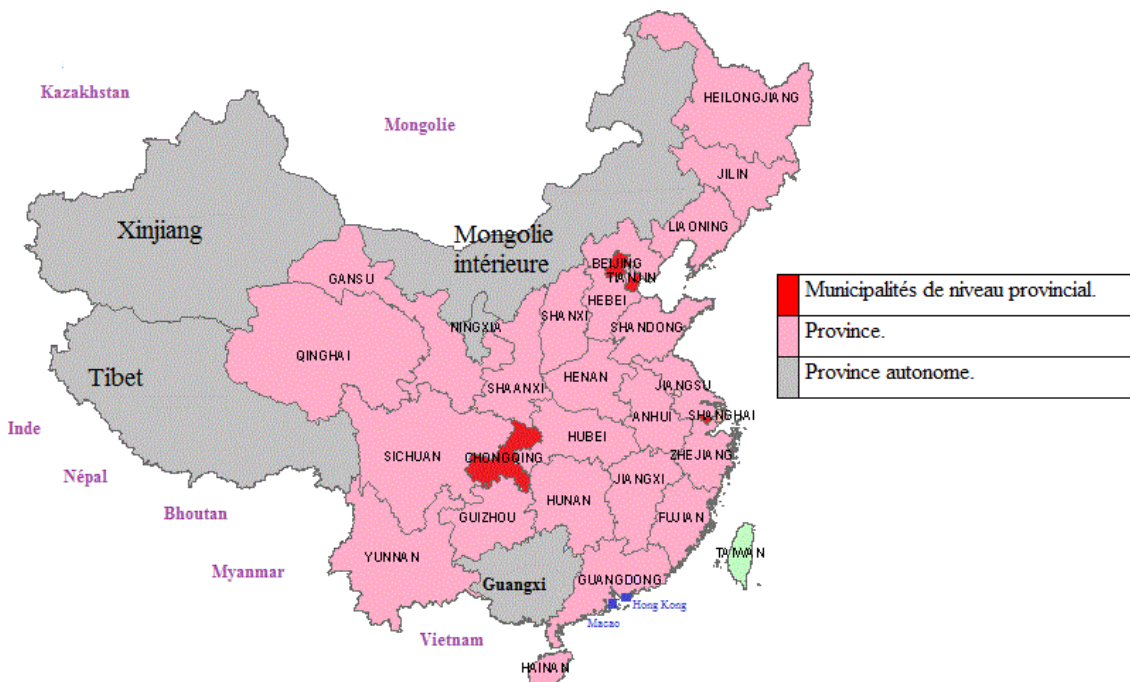 HEILONGJIANG
Kazakhstan
Mongolie
JILIN
LIAONING
Xinjiang
Mongolie
intérieure
BEIJING
TIANJIN
GANSU
HEBEI
Municipalités de niveau provincial.
SHANXI
NINGXIA
SHANDONG
Province.
QINGHAI
Tibet
HENAN
JIANGSU
Province autonome.
SHAANXI
ANHUI
SHANGHAI
Inde
HUBEI
SICHUAN
CHONGQING
ZHEJIANG
Népal
JIANGXI
HUNAN
Bhoutan
GUIZHOU
FUJIAN
YUNNAN
TAIWAN
Myanmar
Guangxi
GUANGDONG
Hong Kong
Macao
Vietnam
HAINAN